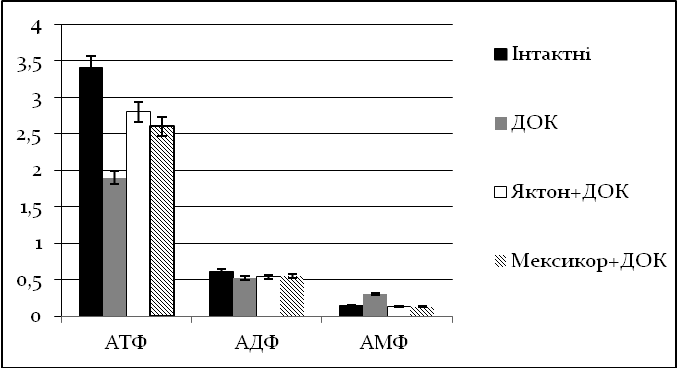 4
3,5
3
2,5
2
1,5
1
0,5
0
АТФ АДФ АМФ
Інтактні
ДОК
Яктон+ДОК
Мексикор+ДОК